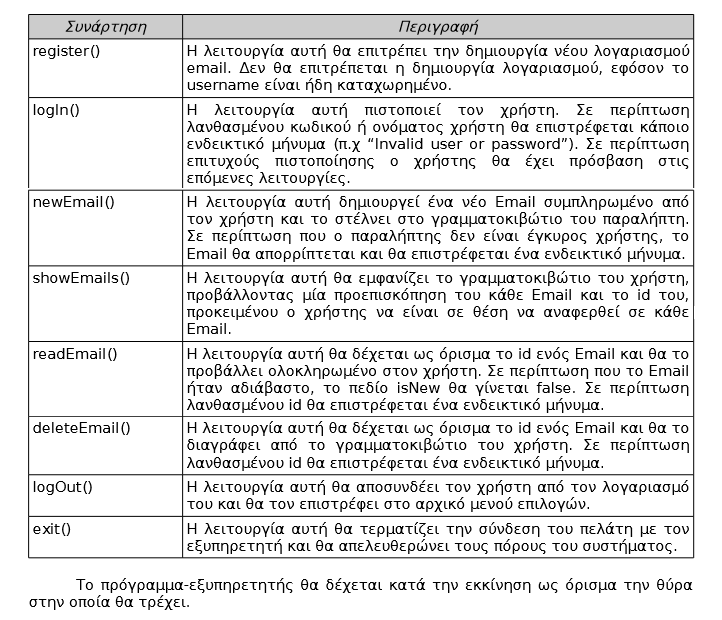 Συνάρτηση Περιγραφή
register() Η λειτουργία αυτή θα επιτρέπει την δημιουργία νέου λογαριασμού
email. Δεν θα επιτρέπεται η δημιουργία λογαριασμού, εφόσον το
username είναι ήδη καταχωρημένο.
logIn() Η λειτουργία αυτή πιστοποιεί τον χρήστη. Σε περίπτωση
λανθασμένου κωδικού ή ονόματος χρήστη θα επιστρέφεται κάποιο
ενδεικτικό μήνυμα (π.χ “Invalid user or password”). Σε περίπτωση
επιτυχούς πιστοποίησης ο χρήστης θα έχει πρόσβαση στις
επόμενες λειτουργίες.
newEmail() Η λειτουργία αυτή δημιουργεί ένα νέο Email συμπληρωμένο από
τον χρήστη και το στέλνει στο γραμματοκιβώτιο του παραλήπτη.
Σε περίπτωση που ο παραλήπτης δεν είναι έγκυρος χρήστης, το
Email θα απορρίπτεται και θα επιστρέφεται ένα ενδεικτικό μήνυμα.
showEmails() Η λειτουργία αυτή θα εμφανίζει το γραμματοκιβώτιο του χρήστη,
προβάλλοντας μία προεπισκόπηση του κάθε Email και το id του,
προκειμένου ο χρήστης να είναι σε θέση να αναφερθεί σε κάθε
Email.
readEmail() Η λειτουργία αυτή θα δέχεται ως όρισμα το id ενός Email και θα το
προβάλλει ολοκληρωμένο στον χρήστη. Σε περίπτωση που το Email
ήταν αδιάβαστο, το πεδίο isNew θα γίνεται false. Σε περίπτωση
λανθασμένου id θα επιστρέφεται ένα ενδεικτικό μήνυμα.
deleteEmail() Η λειτουργία αυτή θα δέχεται ως όρισμα το id ενός Email και θα το
διαγράφει από το γραμματοκιβώτιο του χρήστη. Σε περίπτωση
λανθασμένου id θα επιστρέφεται ένα ενδεικτικό μήνυμα.
logOut() Η λειτουργία αυτή θα αποσυνδέει τον χρήστη από τον λογαριασμό
του και θα τον επιστρέφει στο αρχικό μενού επιλογών.
exit() Η λειτουργία αυτή θα τερματίζει την σύνδεση του πελάτη με τον
εξυπηρετητή και θα απελευθερώνει τους πόρους του συστήματος.
Το πρόγραμμα-εξυπηρετητής θα δέχεται κατά την εκκίνηση ως όρισμα την θύρα
στην οποία θα τρέχει.